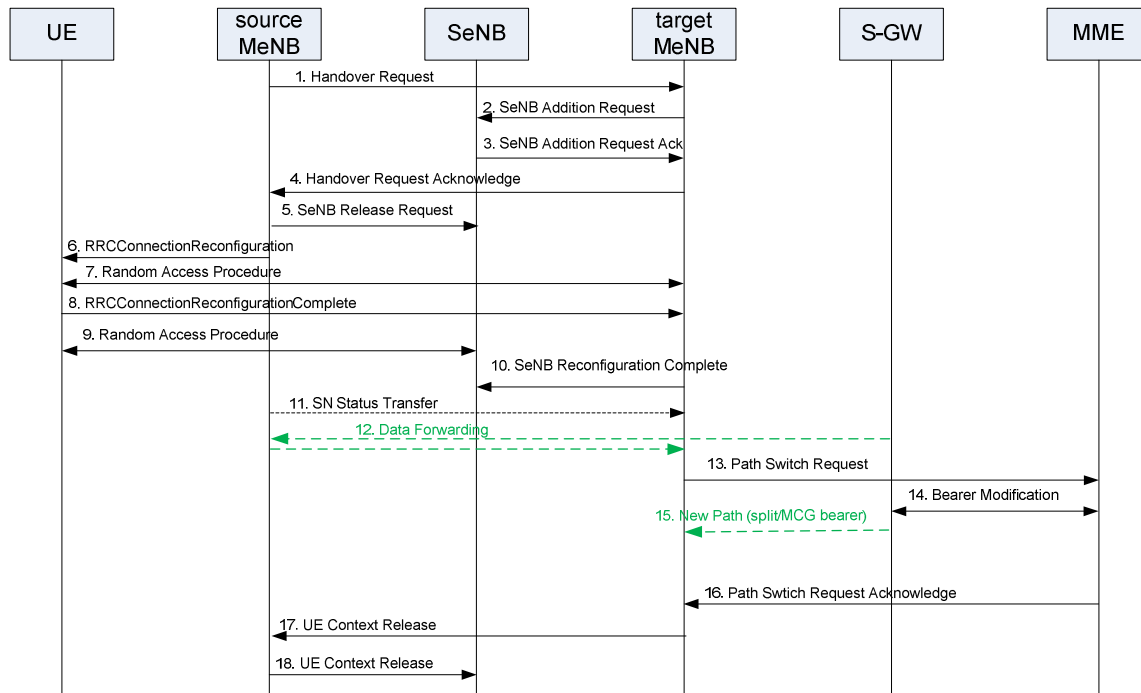 UE
source
MeNB
SeNB
target
MeNB
S-GW
MME
1. Handover Request
2. SeNB Addition Request
3. SeNB Addition Request Ack
4. Handover Request Acknowledge
5. SeNB Release Request
6. RRCConnectionReconfiguration
7. Random Access Procedure
8. RRCConnectionReconfigurationComplete
9. Random Access Procedure
10. SeNB Reconfiguration Complete
11. SN Status Transfer
12. Data Forwarding
13. Path Switch Request
14. Bearer Modification
15. New Path (split/MCG bearer)
16. Path Swtich Request Acknowledge
17. UE Context Release
18. UE Context Release